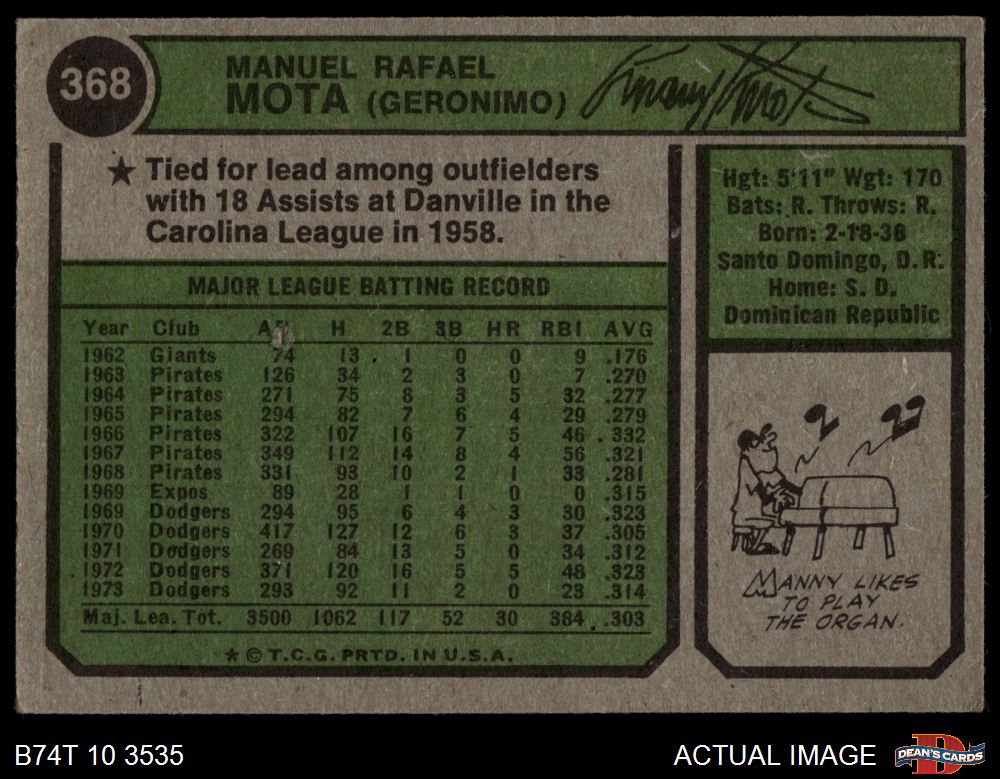 368
MANUEL RAFAEL
MOTA (GERONIMO)
Manny Mota
★ Tied for lead among outfielders
with 18 Assists at Danville in the
Carolina League in 1958.
Hgt: 5'11" Wgt: 170
Bats: R. Throws: R.
Born: 2-18-38
Santo Domingo, D.R.
Home: S. D.
Dominican Republic
MAJOR LEAGUE BATTING RECORD
Year Club AB H 2B 3B HR RBI AVG
1962 Giants 74 13 1 0 0 9 .176
1963 Pirates 126 34 2 3 0 7 .270
1964 Pirates 271 75 8 3 5 32 .277
1965 Pirates 294 82 7 6 4 29 .279
1966 Pirates 322 107 16 7 5 46 .332
1967 Pirates 349 112 14 8 4 56 .321
1968 Pirates 331 93 10 2 1 33 .281
1969 Expos 89 28 1 1 0 0 .315
1969 Dodgers 294 95 6 4 3 30 .323
1970 Dodgers 417 127 12 6 3 37 .305
1971 Dodgers 269 84 13 5 0 34 .312
1972 Dodgers 371 120 16 5 5 48 .323
1973 Dodgers 293 92 11 2 0 23 .314
Maj. Lea. Tot. 3500 1062 117 52 30 384 .303
★ © T.C.G. PRTD. IN U.S.A.
MANNY LIKES
TO PLAY
THE ORGAN.
B74T 10 3535
ACTUAL IMAGE
DEAN'S CARDS